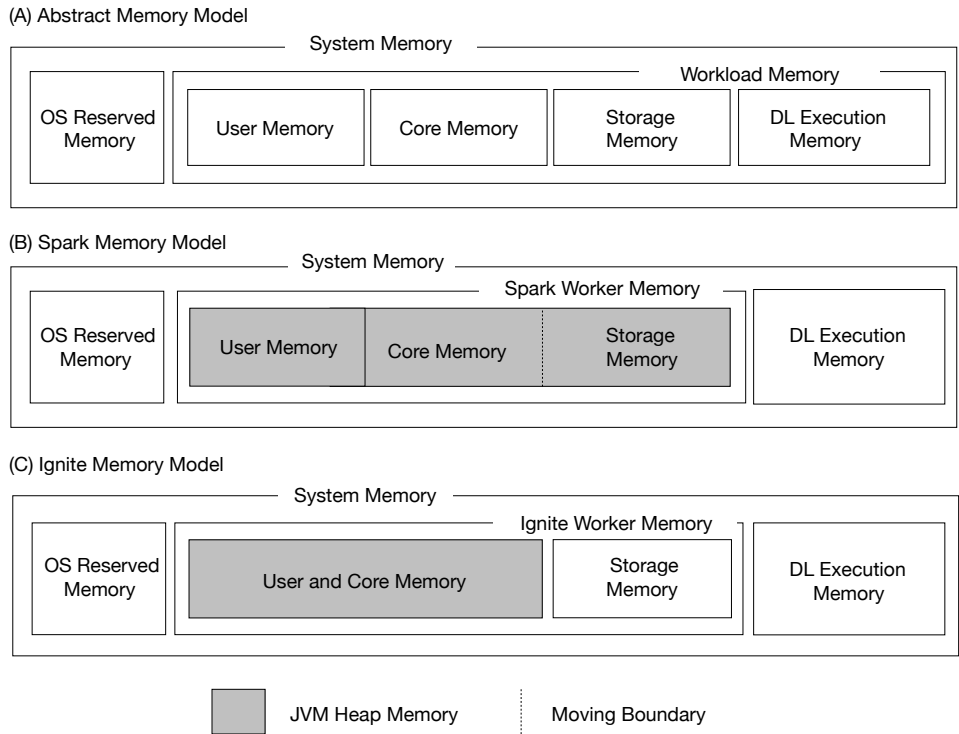 (A) Abstract Memory Model
System Memory
Workload Memory
OS Reserved
Memory
User Memory
Core Memory
Storage
Memory
DL Execution
Memory
(B) Spark Memory Model
System Memory
Spark Worker Memory
OS Reserved
Memory
User Memory
Core Memory
Storage
Memory
DL Execution
Memory
(C) Ignite Memory Model
System Memory
Ignite Worker Memory
OS Reserved
Memory
User and Core Memory
Storage
Memory
DL Execution
Memory
JVM Heap Memory
Moving Boundary